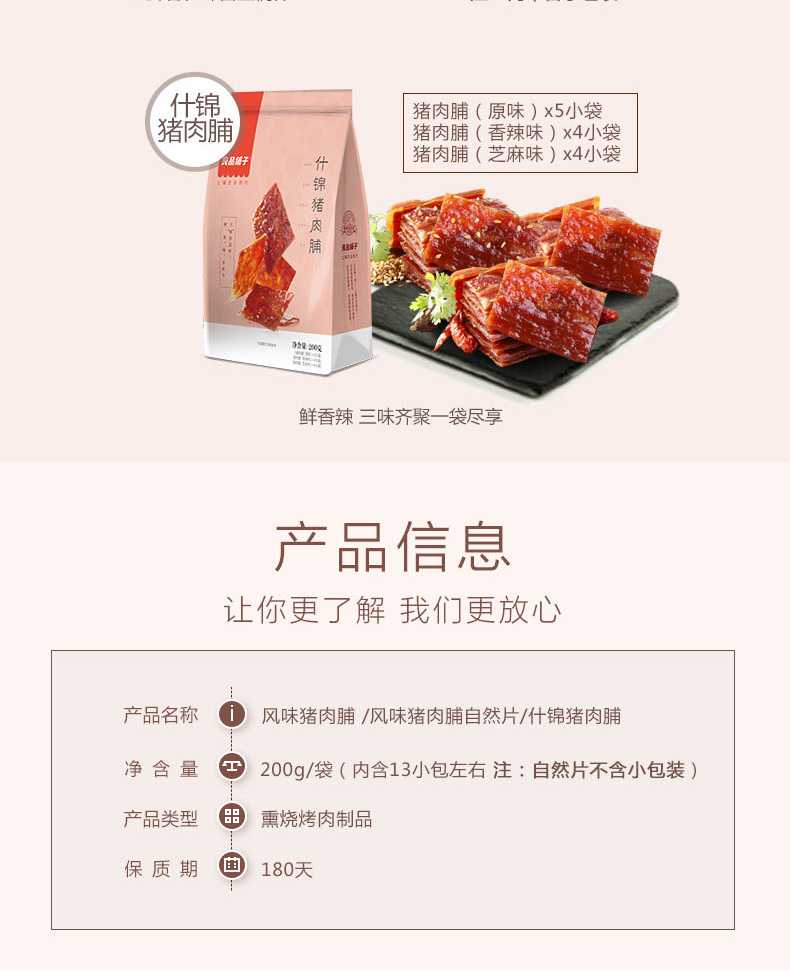 什锦
猪肉脯
猪肉脯（原味）x5小袋
猪肉脯（香辣味）x4小袋
猪肉脯（芝麻味）x4小袋
良品铺子
什锦猪肉脯
良品铺子
净含量:200克
鲜香辣 三味齐聚一袋尽享
产品信息
让你更了解 我们更放心
产品名称 风味猪肉脯 /风味猪肉脯自然片/什锦猪肉脯
净含量 200g/袋（内含13小包左右 注：自然片不含小包装）
产品类型 熏烧烤肉制品
保质期 180天